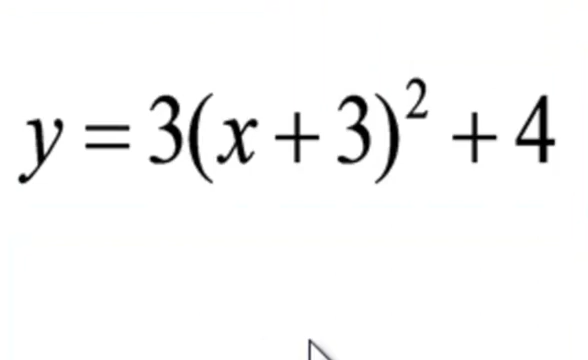 y = 3(x + 3)² + 4